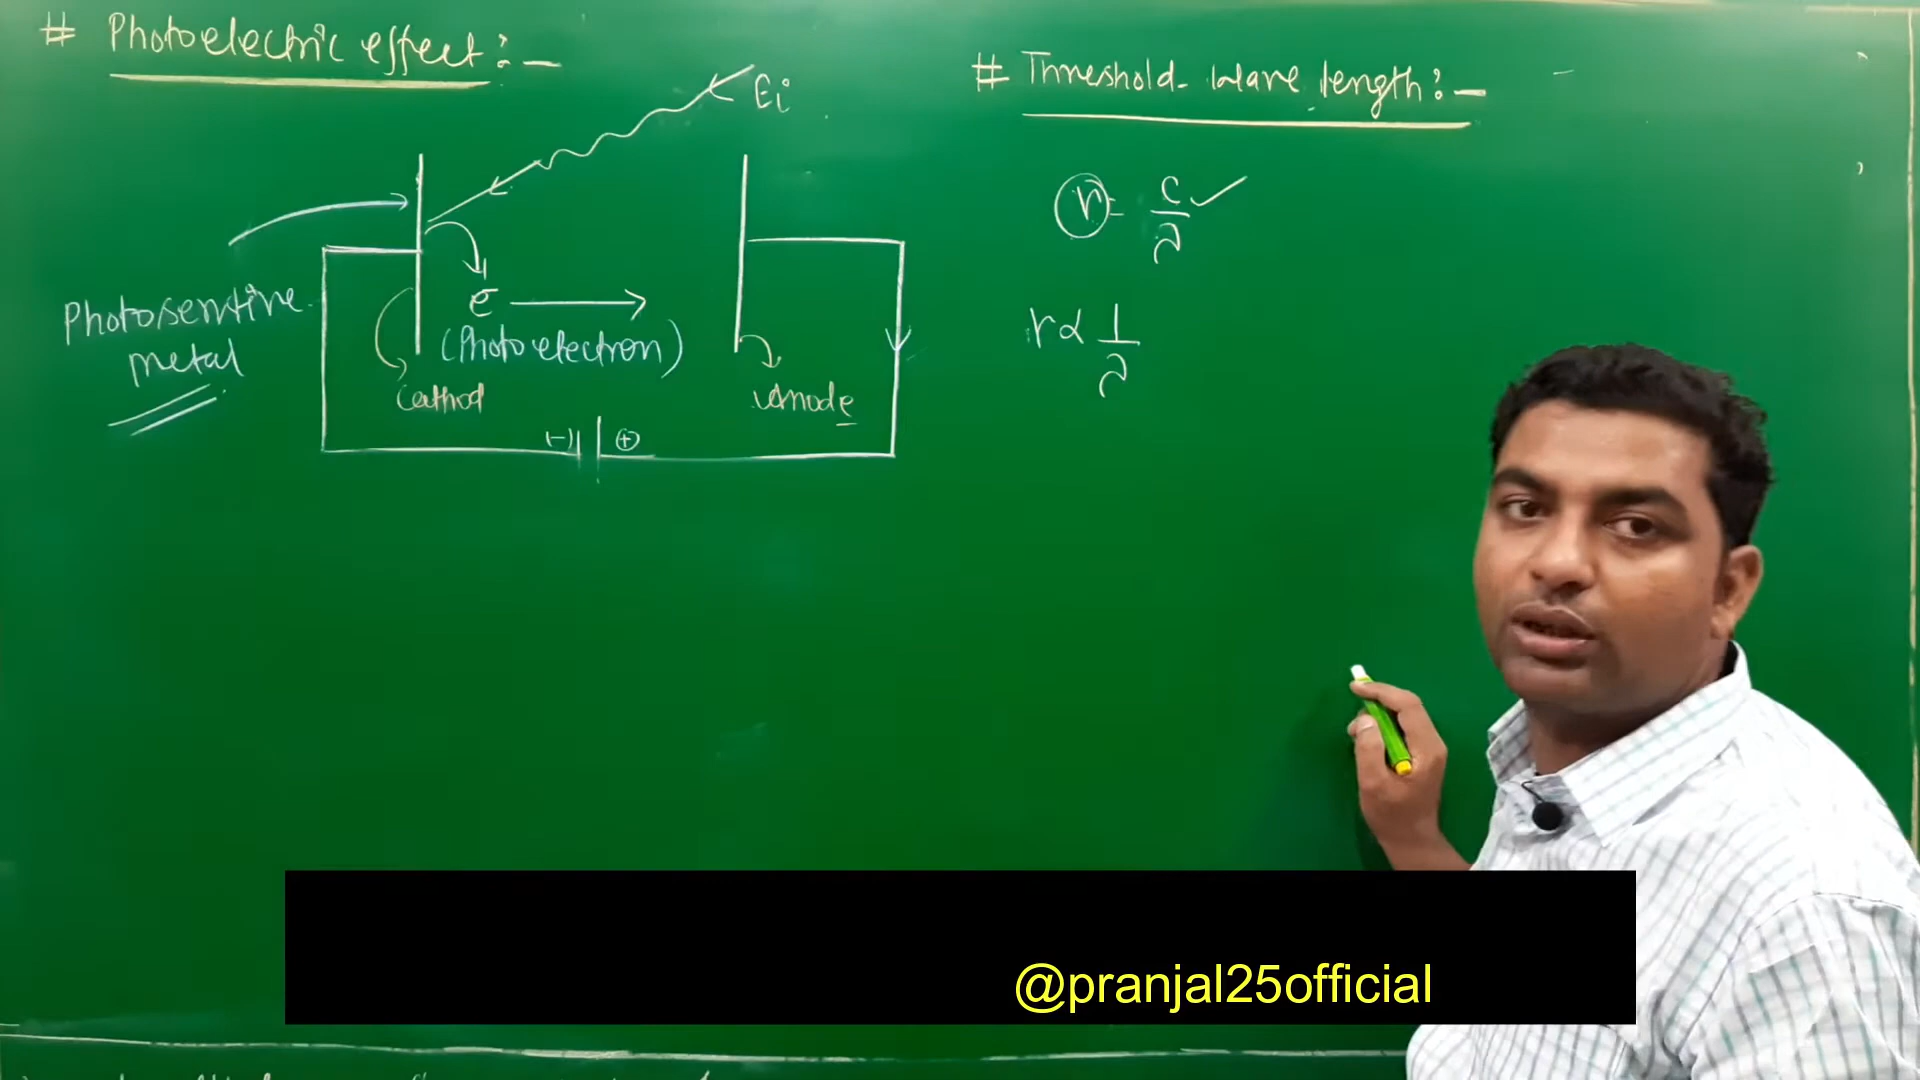 # Photoelectric effect :-
Ei
Photosensitive
metal
e
(Photoelectron)
Cathod
Anode
(-) (+)
# Threshold wave length :-
ν = c/λ
ν ∝ 1/λ
@pranjal25official